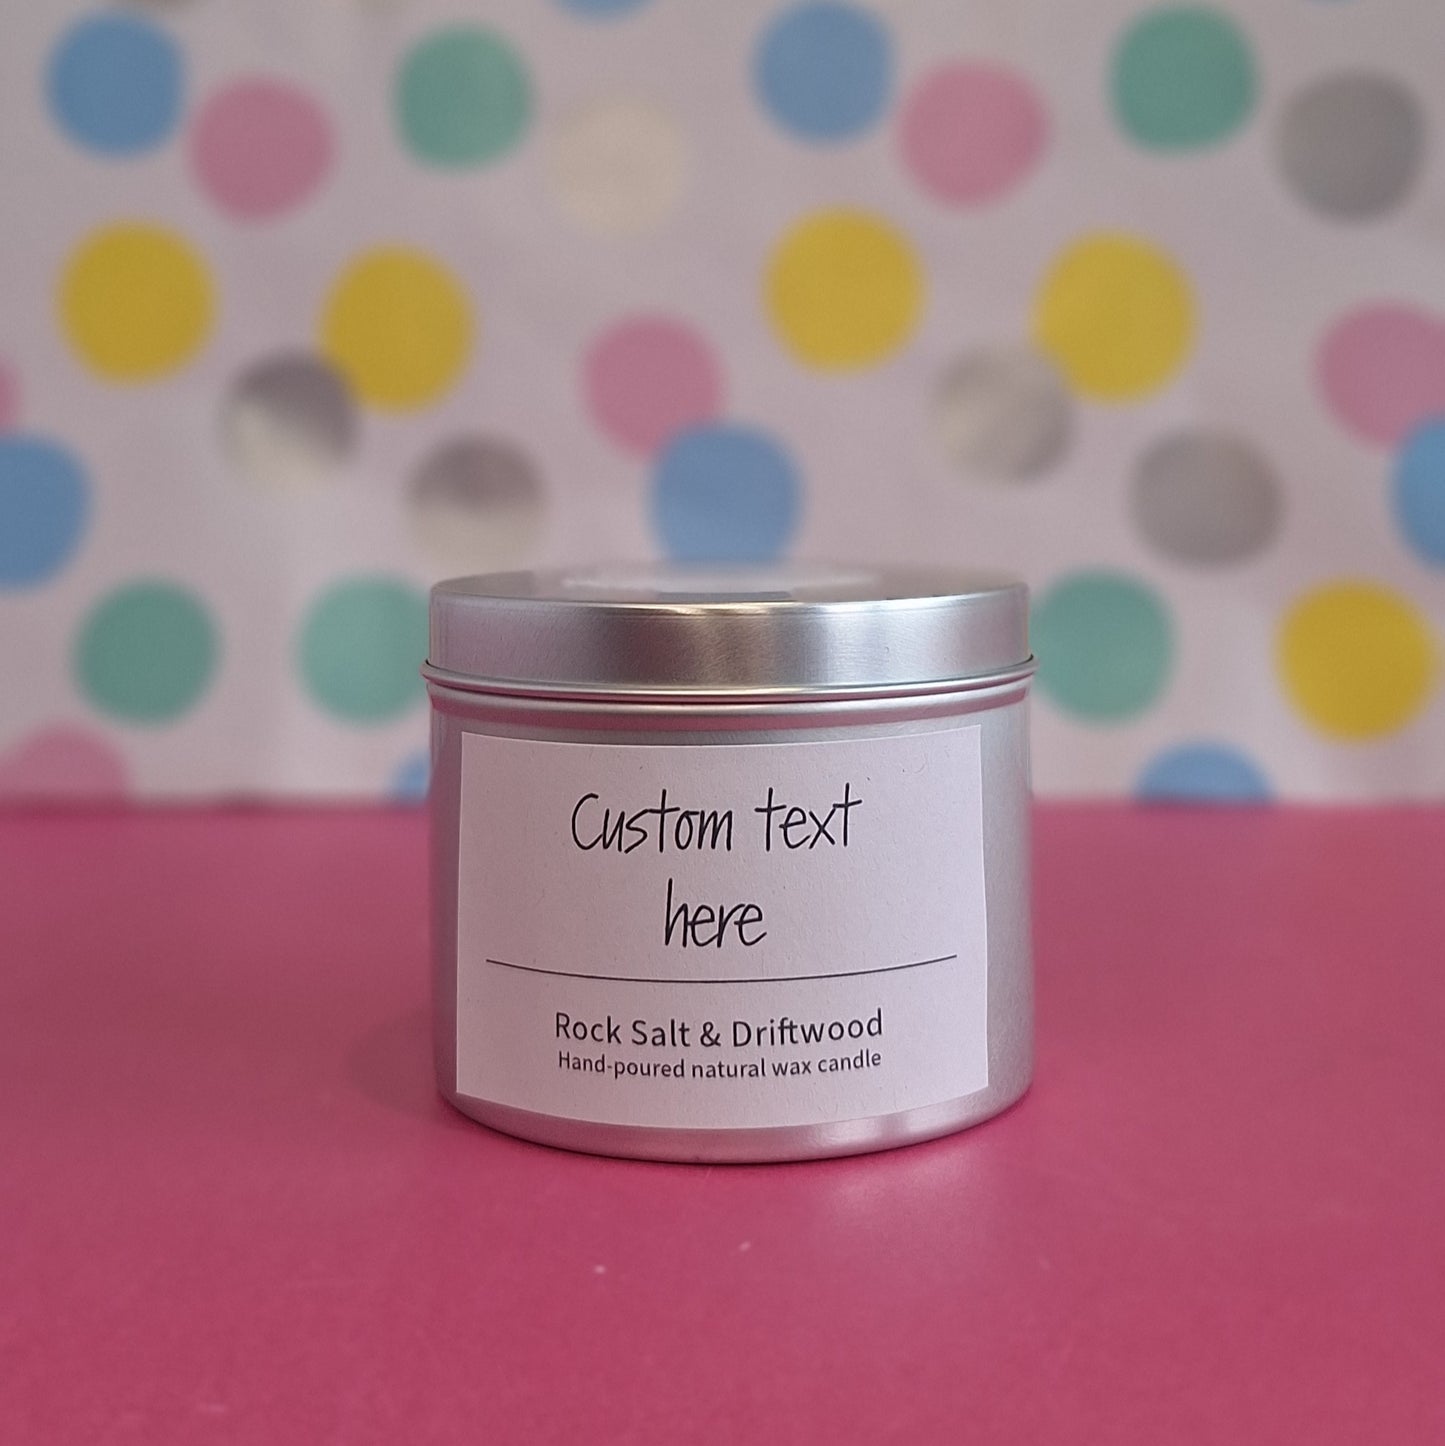 Custom text
here
Rock Salt & Driftwood
Hand-poured natural wax candle